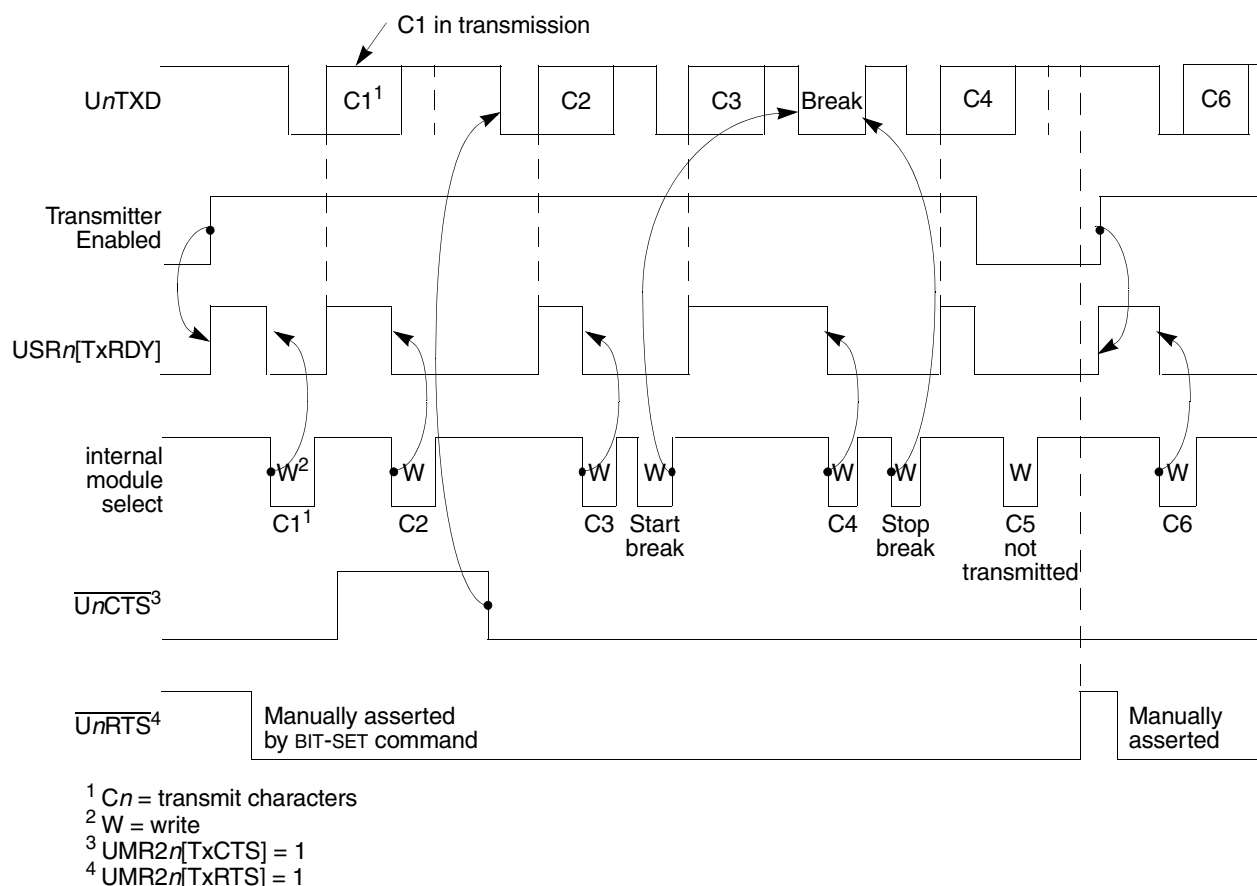 C1 in transmission
UnTXD
C1¹
C2
C3
Break
C4
C6
Transmitter
Enabled
USRn[TxRDY]
internal
module
select
W²
W
W
W
W
W
W
W
C1¹
C2
C3
Start
break
C4
Stop
break
C5
not
transmitted
C6
UnCTS³
UnRTS⁴
Manually asserted
by BIT-SET command
Manually
asserted
¹ Cn = transmit characters
² W = write
³ UMR2n[TxCTS] = 1
⁴ UMR2n[TxRTS] = 1